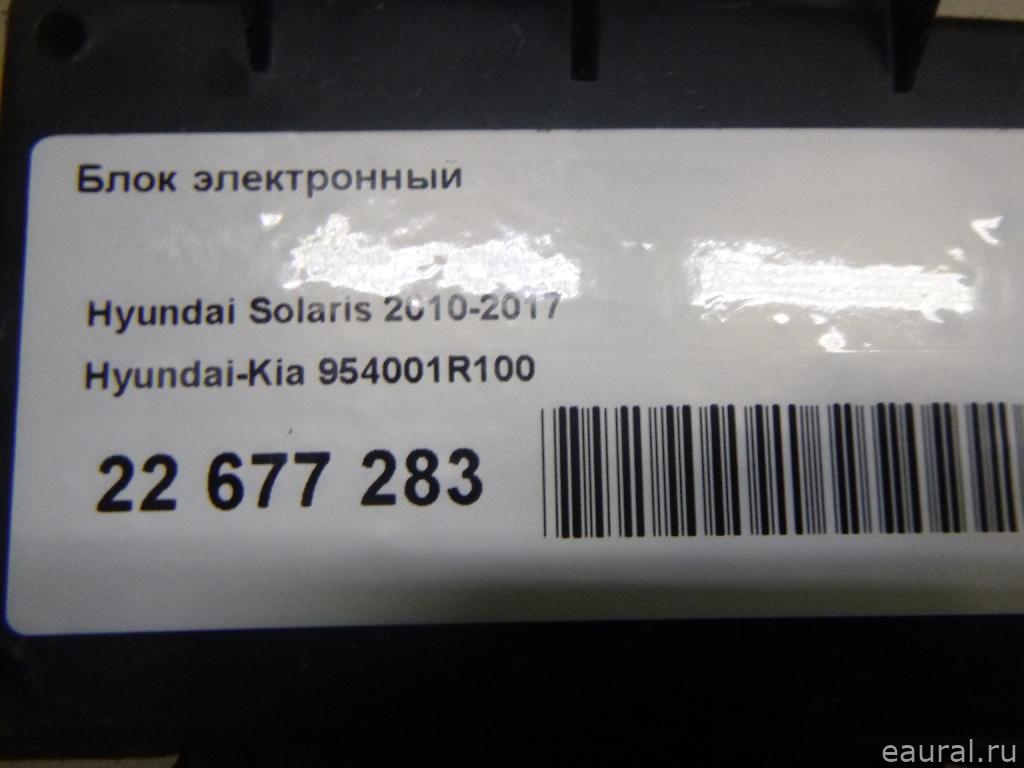 Блок электронный
Hyundai Solaris 2010-2017
Hyundai-Kia 954001R100
22 677 283
eaural.ru